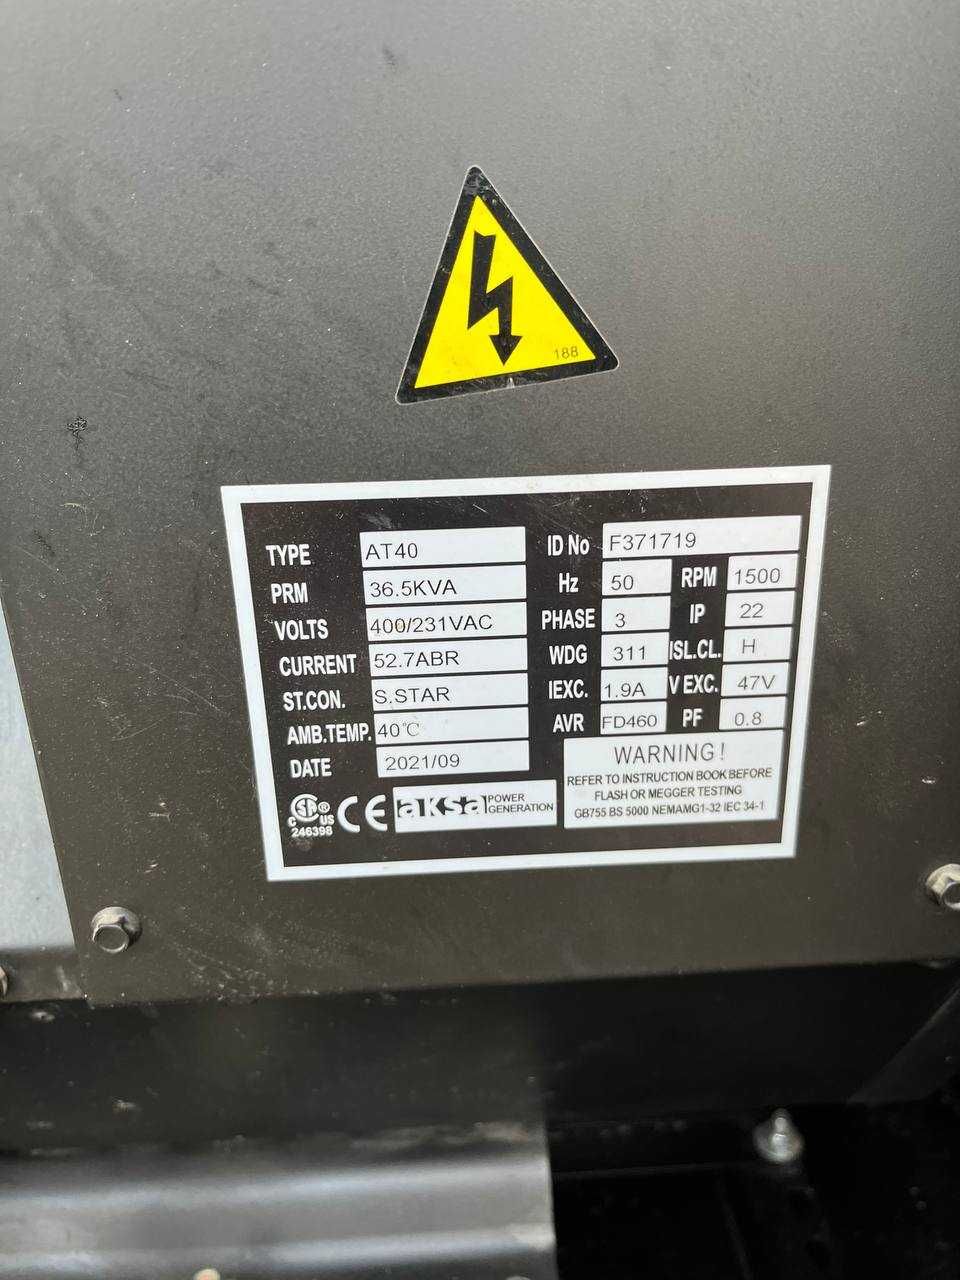 188
TYPE AT40 ID No F371719
PRM 36.5KVA Hz 50 RPM 1500
VOLTS 400/231VAC PHASE 3 IP 22
CURRENT 52.7ABR WDG 311 ISL.CL. H
ST.CON. S.STAR IEXC. 1.9A V EXC. 47V
AMB.TEMP. 40℃ AVR FD460 PF 0.8
DATE 2021/09
WARNING!
REFER TO INSTRUCTION BOOK BEFORE
FLASH OR MEGGER TESTING
GB755 BS 5000 NEMAMG1-32 IEC 34-1
C SA ® US
246398
CE
aksa POWER
GENERATION